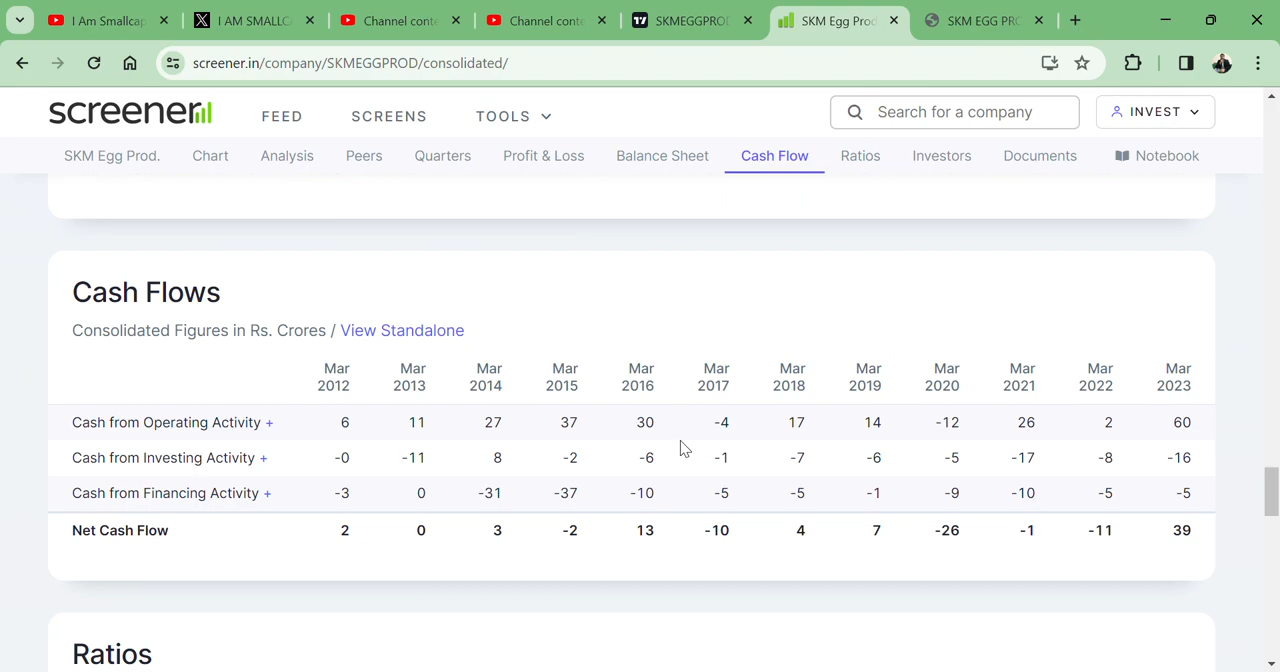 I Am Smallcap
I AM SMALLCA
Channel conte
Channel conte
SKMEGGPROD
SKM Egg Prod
SKM EGG PRO
screener.in/company/SKMEGGPROD/consolidated/
screener
FEED
SCREENS
TOOLS
Search for a company
INVEST
SKM Egg Prod.
Chart
Analysis
Peers
Quarters
Profit & Loss
Balance Sheet
Cash Flow
Ratios
Investors
Documents
Notebook
Cash Flows
Consolidated Figures in Rs. Crores / View Standalone
Mar 2012 Mar 2013 Mar 2014 Mar 2015 Mar 2016 Mar 2017 Mar 2018 Mar 2019 Mar 2020 Mar 2021 Mar 2022 Mar 2023
Cash from Operating Activity + 6 11 27 37 30 -4 17 14 -12 26 2 60
Cash from Investing Activity + -0 -11 8 -2 -6 -1 -7 -6 -5 -17 -8 -16
Cash from Financing Activity + -3 0 -31 -37 -10 -5 -5 -1 -9 -10 -5 -5
Net Cash Flow 2 0 3 -2 13 -10 4 7 -26 -1 -11 39
Ratios